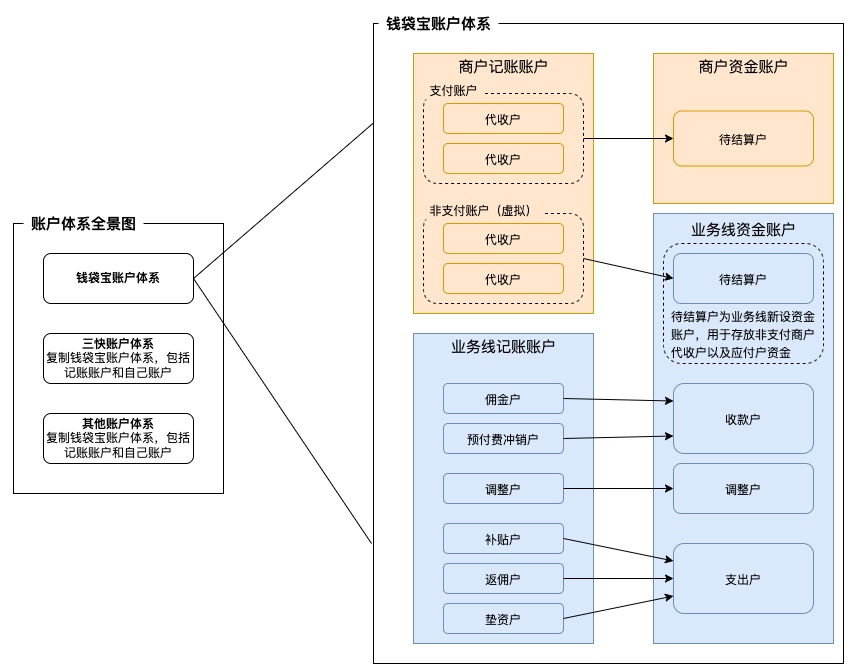 账户体系全景图
钱袋宝账户体系
三快账户体系
复制钱袋宝账户体系，包括
记账账户和自己账户
其他账户体系
复制钱袋宝账户体系，包括
记账账户和自己账户
钱袋宝账户体系
商户记账账户
支付账户
代收户
代收户
非支付账户（虚拟）
代收户
代收户
商户资金账户
待结算户
业务线记账账户
佣金户
预付费冲销户
调整户
补贴户
返佣户
垫资户
业务线资金账户
待结算户
待结算户为业务线新设资金
账户，用于存放非支付商户
代收户以及应付户资金
收款户
调整户
支出户